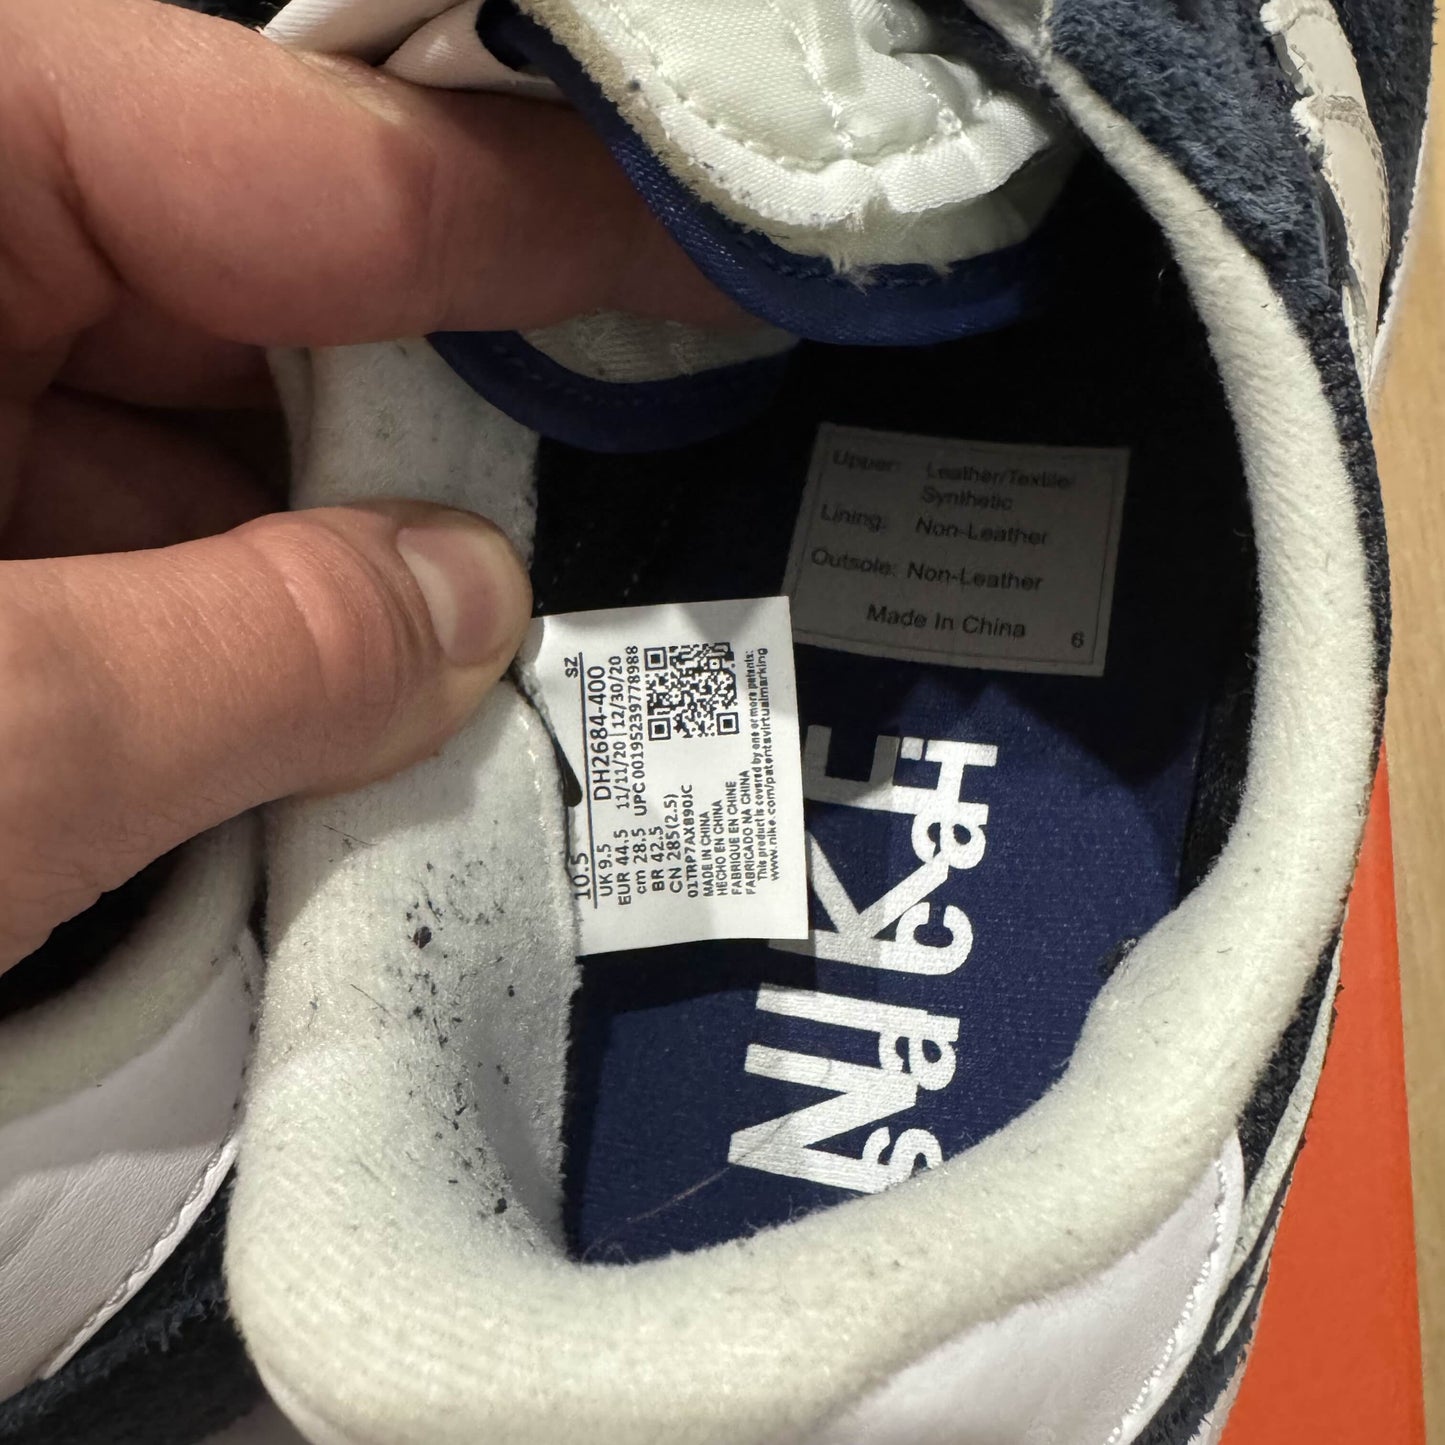 Upper: Leather/Textile/
Synthetic
Lining: Non-Leather
Outsole: Non-Leather
Made In China 6
10.5 SZ
UK 9.5 DH2684-400
EUR 44.5 11/11/20 | 12/30/20
cm 28.5 UPC 00195239778988
BR 42.5
CN 285(2.5)
01TRP7AX890JC
MADE IN CHINA
HECHO EN CHINA
FABRIQUE EN CHINE
FABRICADO NA CHINA
This product is covered by one or more patents:
www.nike.com/patentsvirtualmarking
NIKE
sacai